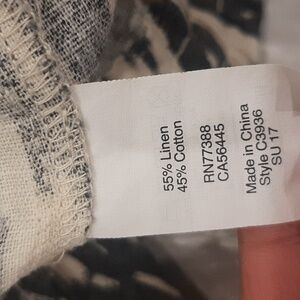 55% Linen
45% Cotton
RN77388
CA56445
Made in China
Style C3936
SU 17